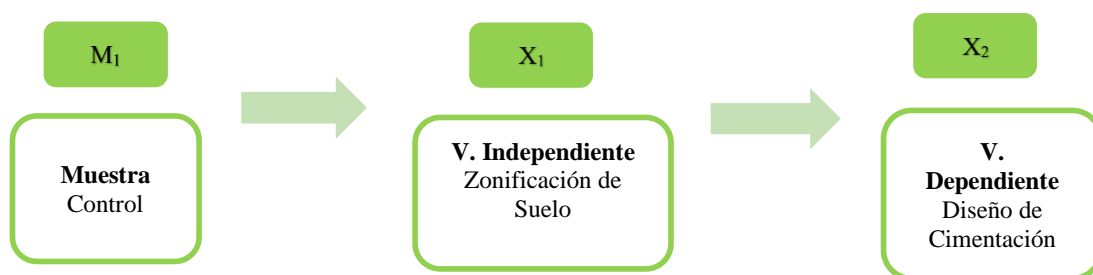 M₁
X₁
X₂
Muestra
Control
V. Independiente
Zonificación de
Suelo
V.
Dependiente
Diseño de
Cimentación